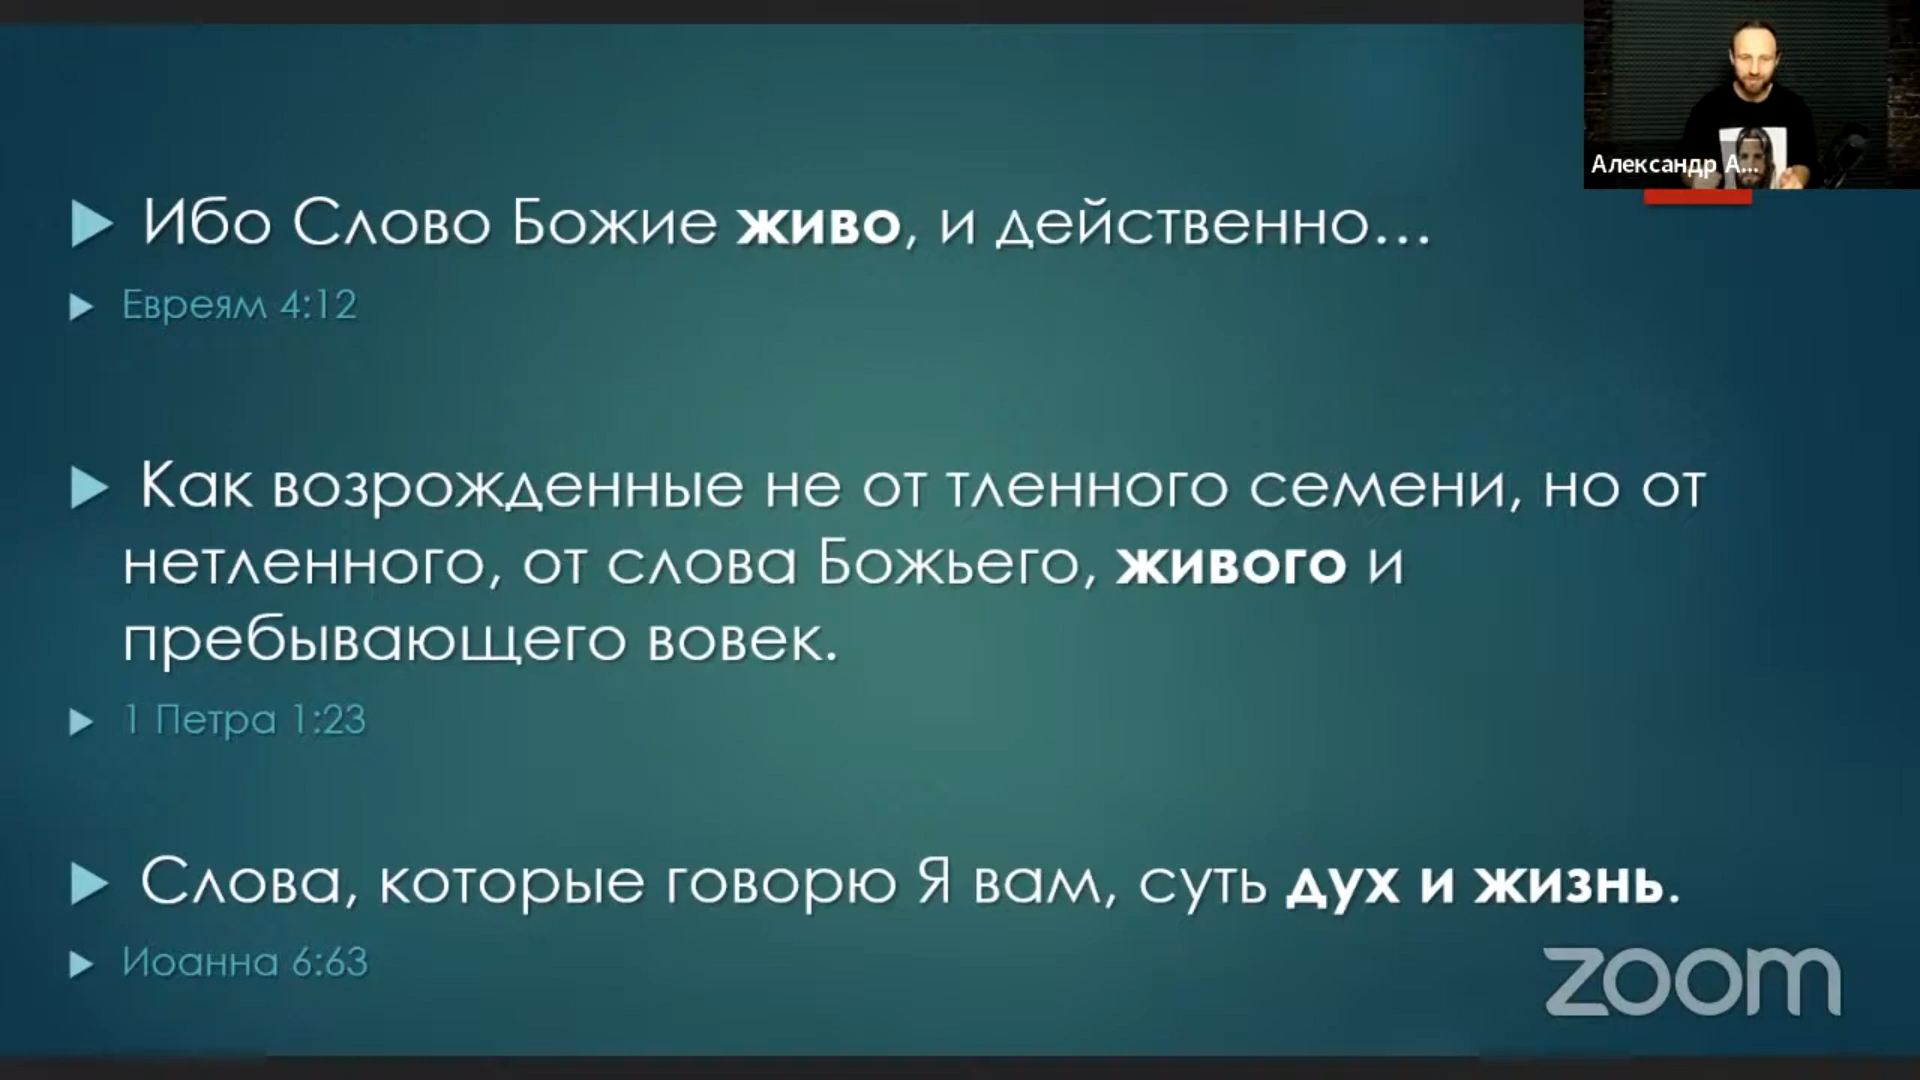 Александр А...
Ибо Слово Божие живо, и действенно...
Евреям 4:12
Как возрожденные не от тленного семени, но от
нетленного, от слова Божьего, живого и
пребывающего вовек.
1 Петра 1:23
Слова, которые говорю Я вам, суть дух и жизнь.
Иоанна 6:63
zoom